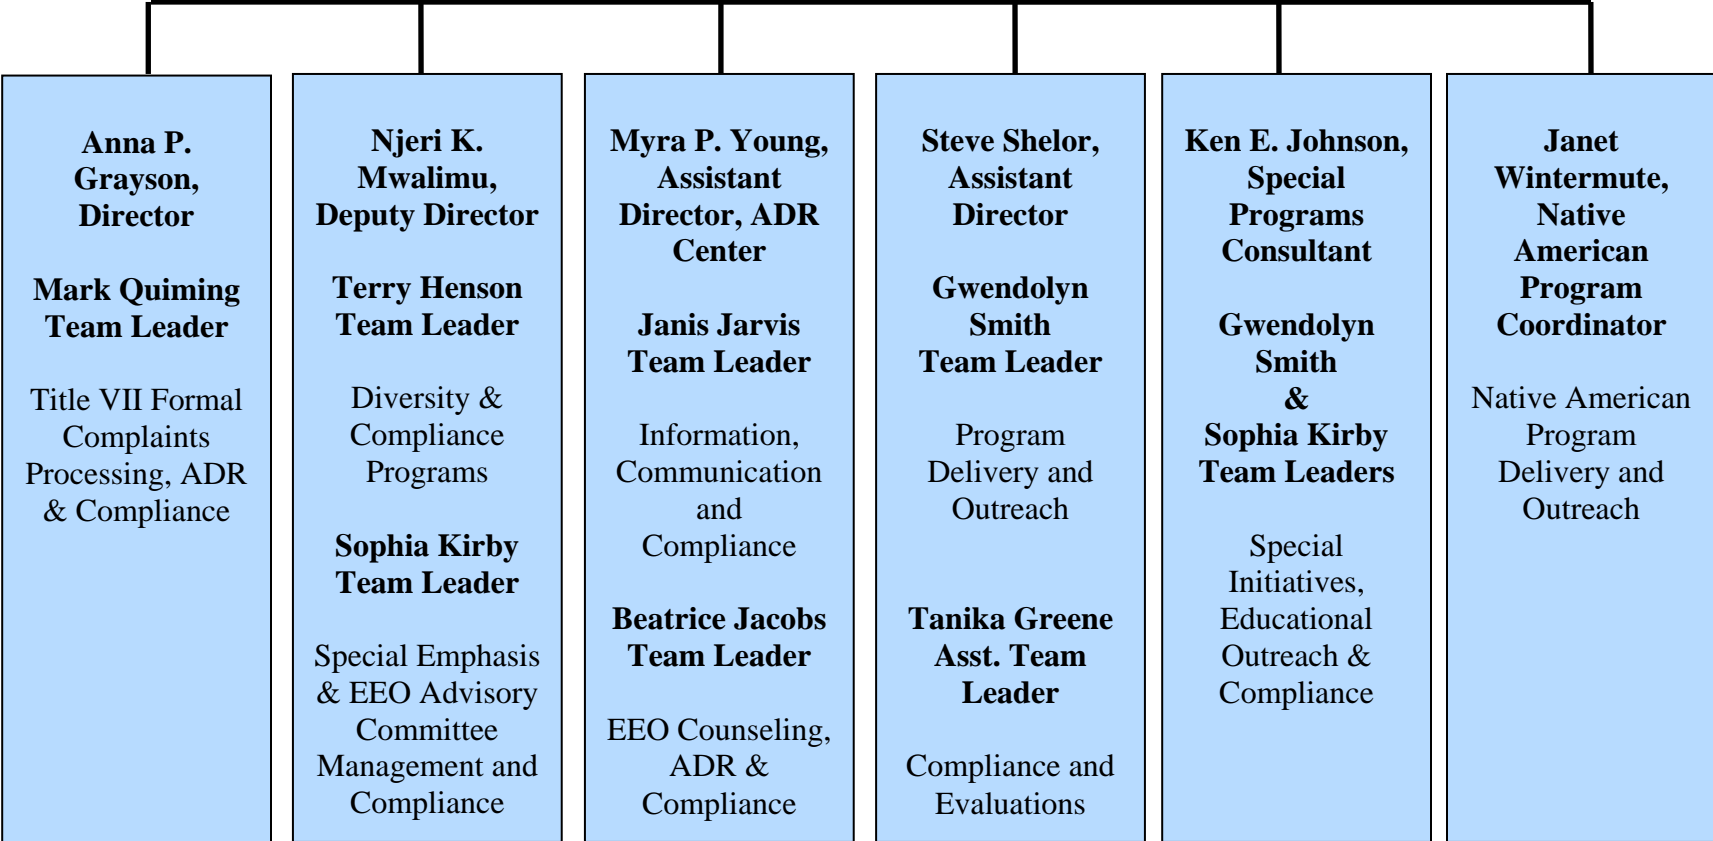 Anna P.
Grayson,
Director
Mark Quiming
Team Leader
Title VII Formal
Complaints
Processing, ADR
& Compliance
Njeri K.
Mwalimu,
Deputy Director
Terry Henson
Team Leader
Diversity &
Compliance
Programs
Sophia Kirby
Team Leader
Special Emphasis
& EEO Advisory
Committee
Management and
Compliance
Myra P. Young,
Assistant
Director, ADR
Center
Janis Jarvis
Team Leader
Information,
Communication
and
Compliance
Beatrice Jacobs
Team Leader
EEO Counseling,
ADR &
Compliance
Steve Shelor,
Assistant
Director
Gwendolyn
Smith
Team Leader
Program
Delivery and
Outreach
Tanika Greene
Asst. Team
Leader
Compliance and
Evaluations
Ken E. Johnson,
Special
Programs
Consultant
Gwendolyn
Smith
&
Sophia Kirby
Team Leaders
Special
Initiatives,
Educational
Outreach &
Compliance
Janet
Wintermute,
Native
American
Program
Coordinator
Native American
Program
Delivery and
Outreach